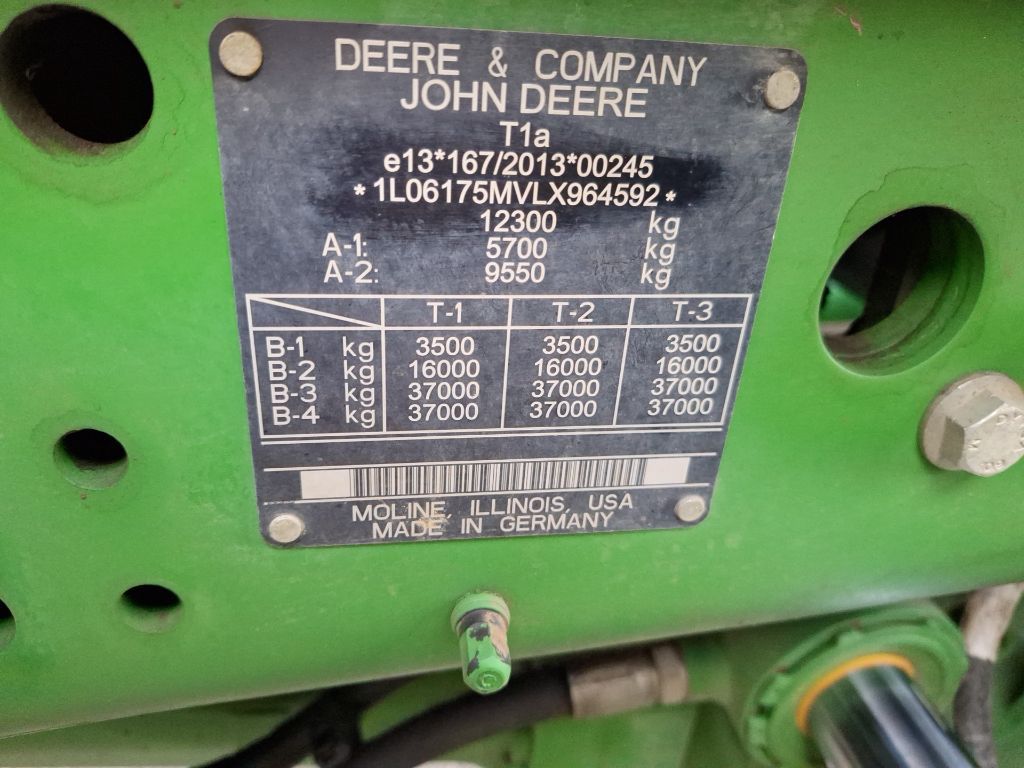 DEERE & COMPANY
JOHN DEERE
T1a
e13*167/2013*00245
*1L06175MVLX964592*
12300 kg
A-1: 5700 kg
A-2: 9550 kg
T-1 T-2 T-3
B-1 kg 3500 3500 3500
B-2 kg 16000 16000 16000
B-3 kg 37000 37000 37000
B-4 kg 37000 37000 37000
MOLINE, ILLINOIS, USA
MADE IN GERMANY